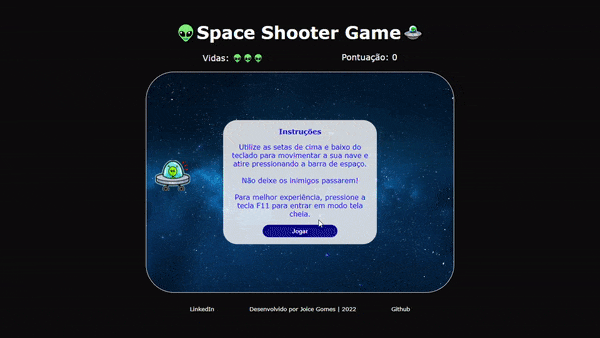 Space Shooter Game
Vidas:
Pontuação: 0
Instruções
Utilize as setas de cima e baixo do
teclado para movimentar a sua nave e
atire pressionando a barra de espaço.
Não deixe os inimigos passarem!
Para melhor experiência, pressione a
tecla F11 para entrar em modo tela
cheia.
Jogar
LinkedIn
Desenvolvido por Joice Gomes | 2022
Github